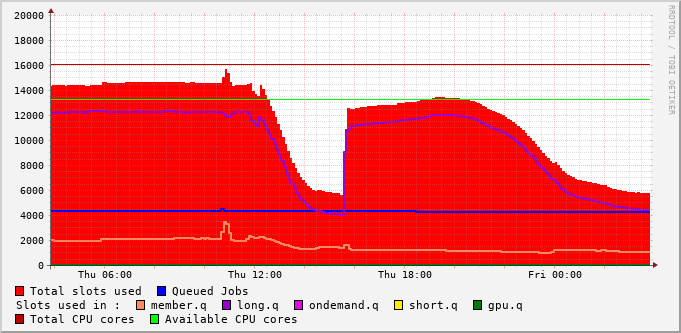 RRDTOOL / TOBI OETIKER
20000
18000
16000
14000
12000
10000
8000
6000
4000
2000
0
Thu 06:00 Thu 12:00 Thu 18:00 Fri 00:00
Total slots used Queued Jobs
Slots used in : member.q long.q ondemand.q short.q gpu.q
Total CPU cores Available CPU cores